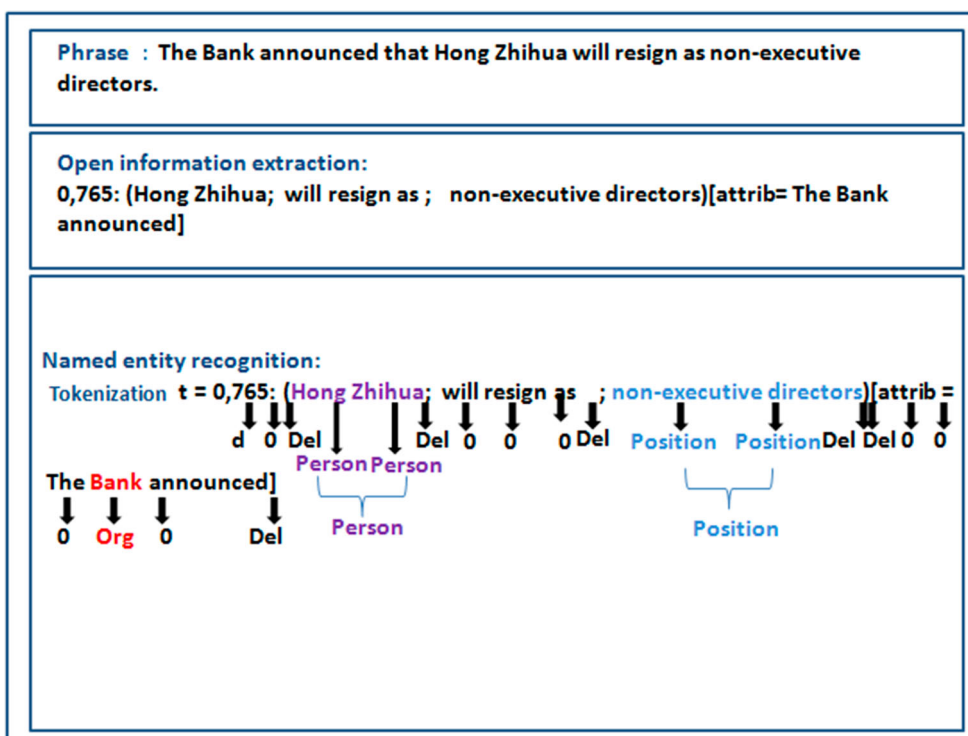 Phrase : The Bank announced that Hong Zhihua will resign as non-executive
directors.
Open information extraction:
0,765: (Hong Zhihua; will resign as ; non-executive directors)[attrib= The Bank
announced]
Named entity recognition:
Tokenization t = 0,765: (Hong Zhihua; will resign as ; non-executive directors)[attrib =
d 0 Del Person Person Del 0 0 0 Del Position Position Del Del 0 0
Person Position
The Bank announced]
0 Org 0 Del